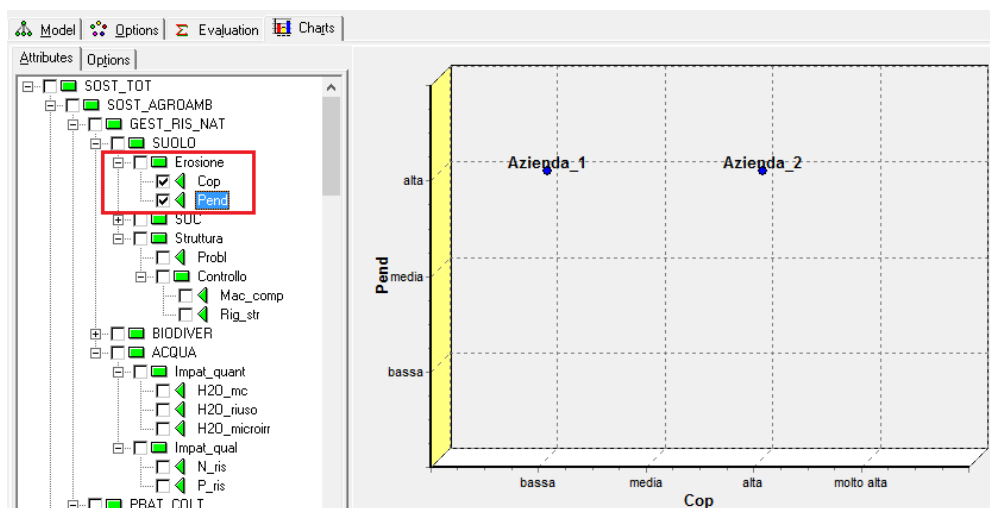 Model Options Σ Evaluation Charts
Attributes Options
SOST_TOT
SOST_AGROAMB
GEST_RIS_NAT
SUOLO
Erosione
Cop
Pend
SOC
Struttura
Probl
Controllo
Mac_comp
Rig_str
BIODIVER
ACQUA
Impat_quant
H2O_mc
H2O_riuso
H2O_microirr
Impat_qual
N_ris
P_ris
PRAT_COLT
Azienda_1 Azienda_2
alta
media
bassa
Pend
bassa media alta molto alta
Cop